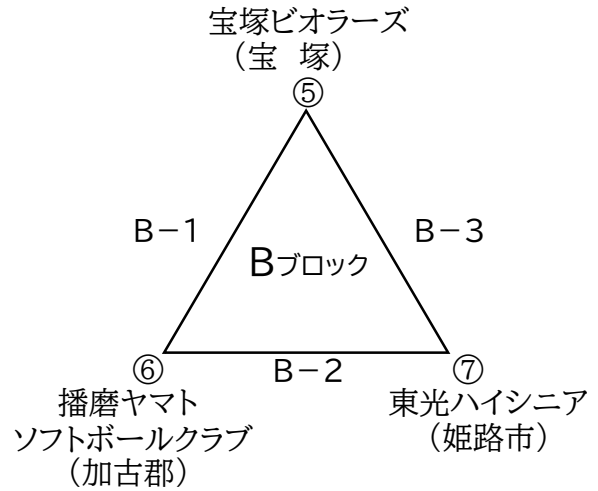 宝塚ビオラーズ
（宝　塚）
⑤
B－1
B－3
Bブロック
⑥
B－2
⑦
播磨ヤマト
ソフトボールクラブ
（加古郡）
東光ハイシニア
（姫路市）